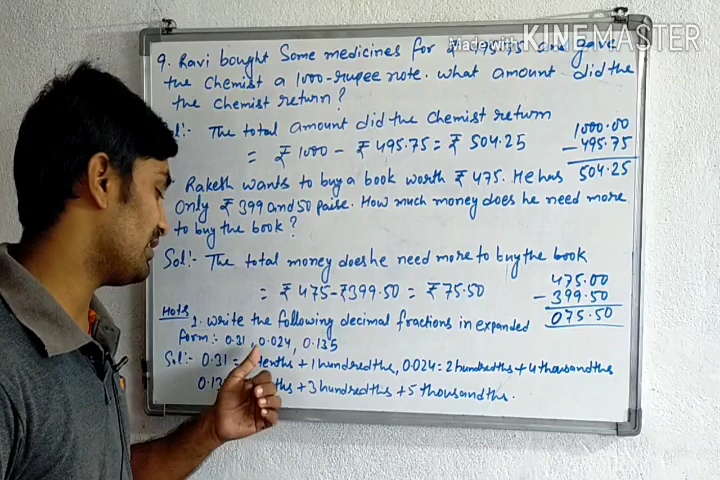 Made with KINEMASTER
9. Ravi bought Some medicines for ₹ 495.75 and gave
the Chemist a 1000-rupee note. What amount did the
the Chemist return?
:- The total amount did the Chemist return
= ₹ 1000 - ₹ 495.75 = ₹ 504.25
1000.00
- 495.75
504.25
Rakesh wants to buy a book worth ₹ 475. He has
only ₹ 399 and 50 paise. How much money does he need more
to buy the book?
Sol:- The total money does he need more to buy the book
= ₹ 475-₹399.50 = ₹ 75.50
475.00
- 399.50
075.50
HOTS
1. Write the following decimal fractions in expanded
form:- 0.31, 0.024, 0.135
Sol:- 0.31 = tenths + 1 hundredths, 0.024 = 2 hundredths + 4 thousandths
+ 3 hundredths + 5 thousandths.